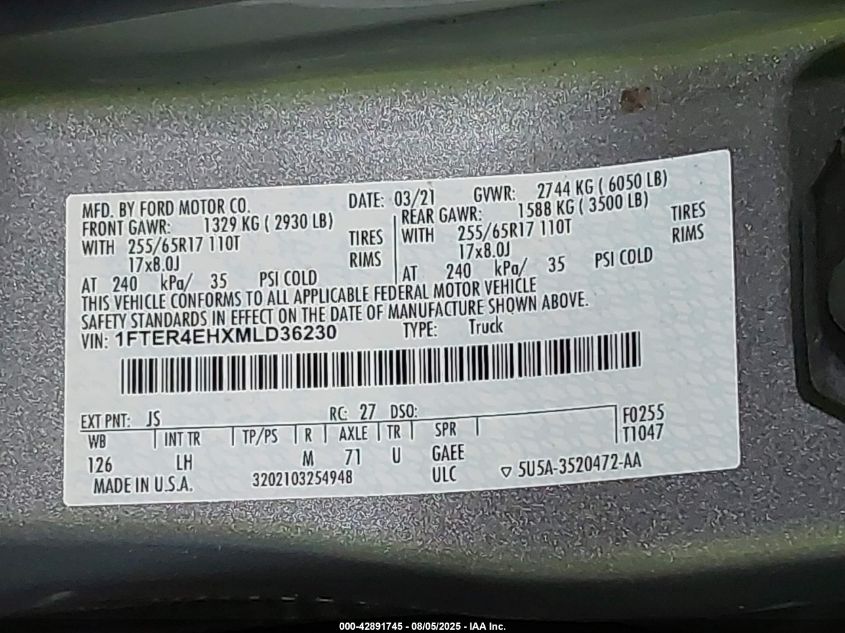 MFD. BY FORD MOTOR CO. DATE: 03/21 GVWR: 2744 KG ( 6050 LB)
FRONT GAWR: 1329 KG ( 2930 LB) REAR GAWR: 1588 KG ( 3500 LB)
WITH 255/65R17 110T TIRES WITH 255/65R17 110T TIRES
17x8.0J RIMS 17x8.0J RIMS
AT 240 kPa/ 35 PSI COLD AT 240 kPa/ 35 PSI COLD
THIS VEHICLE CONFORMS TO ALL APPLICABLE FEDERAL MOTOR VEHICLE
SAFETY STANDARDS IN EFFECT ON THE DATE OF MANUFACTURE SHOWN ABOVE.
VIN: 1FTER4EHXMLD36230 TYPE: Truck
EXT PNT: JS RC: 27 DSO: F0255
WB INT TR TP/PS R AXLE TR SPR T1047
126 LH M 71 U GAEE
MADE IN U.S.A. 3202103254948 ULC ▽ 5U5A-3520472-AA
000-42891745 - 08/05/2025 - IAA Inc.